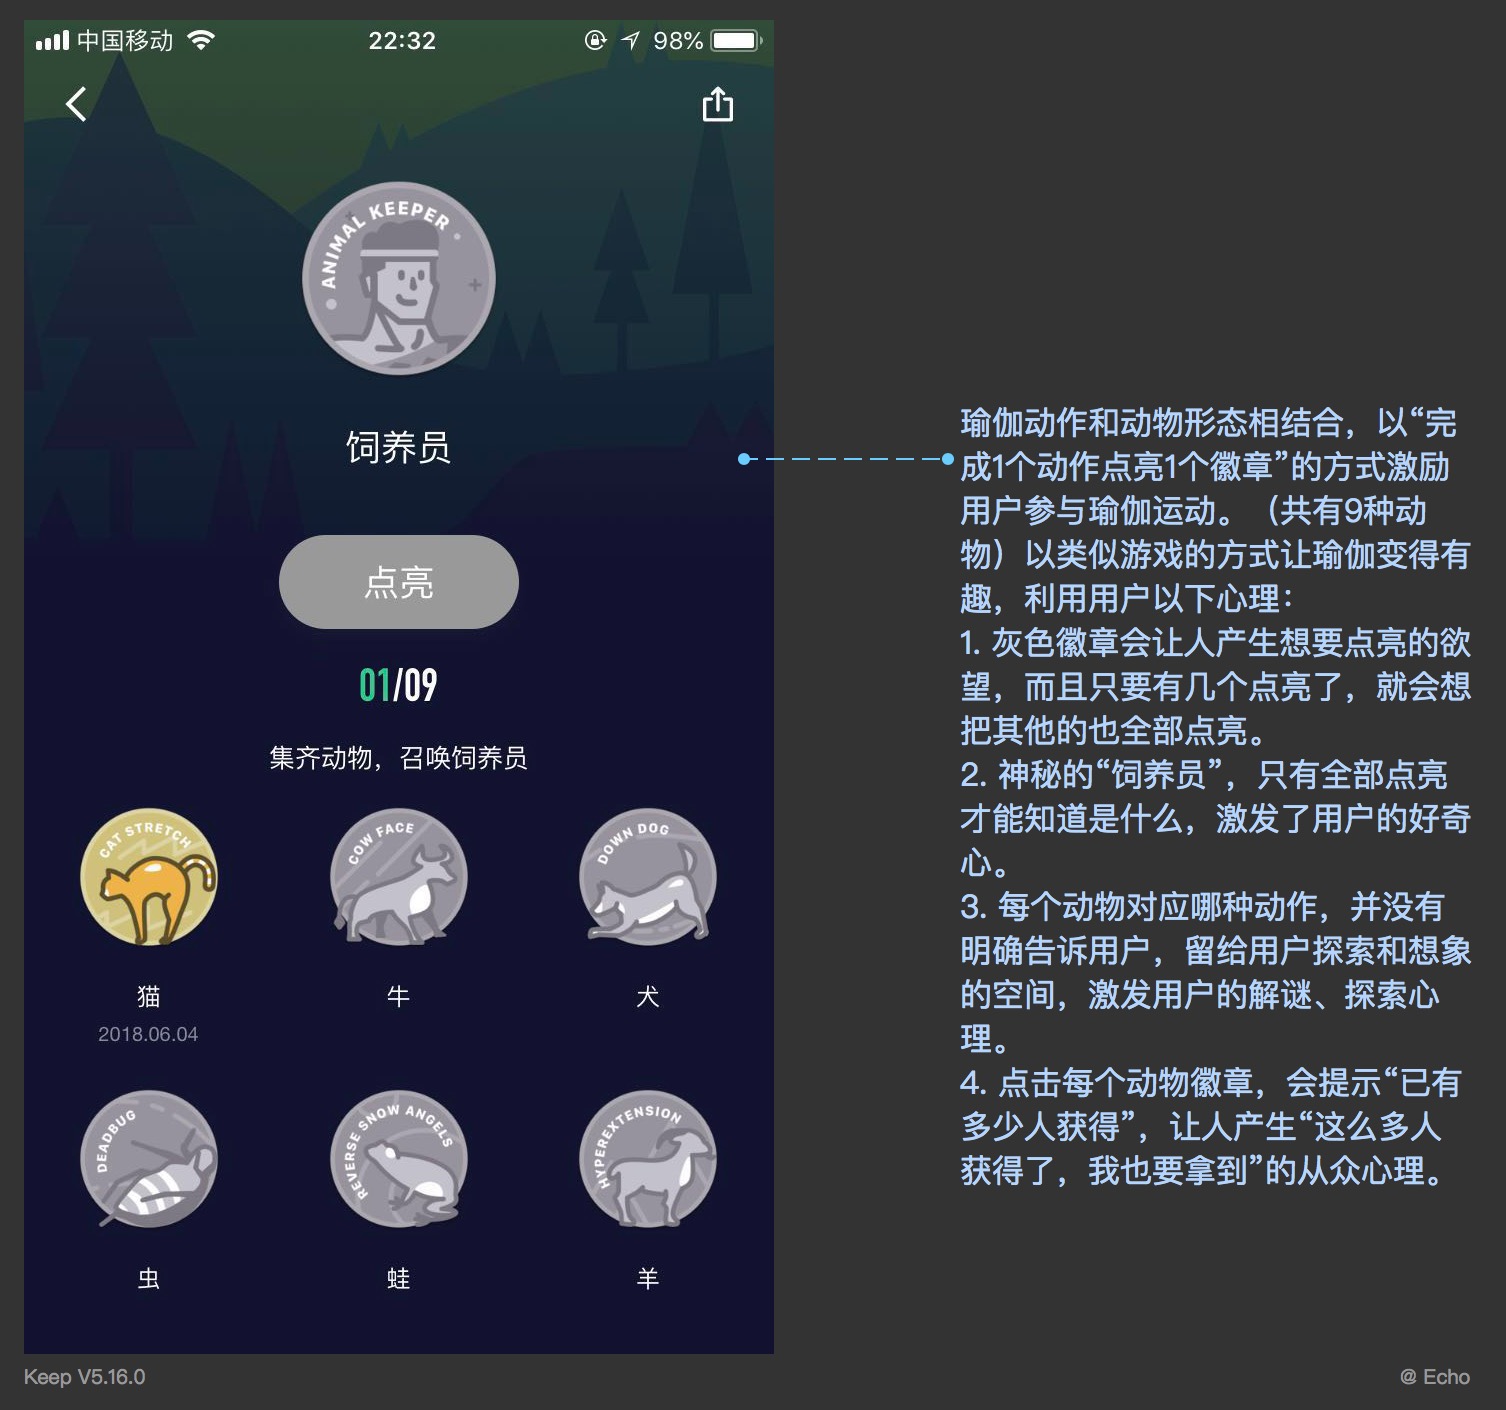 中国移动
22:32
98%
ANIMAL KEEPER
饲养员
点亮
01/09
集齐动物，召唤饲养员
CAT STRETCH
COW FACE
DOWN DOG
猫
牛
犬
2018.06.04
DEADBUG
REVERSE SNOW ANGELS
HYPEREXTENSION
虫
蛙
羊
瑜伽动作和动物形态相结合，以“完
成1个动作点亮1个徽章”的方式激励
用户参与瑜伽运动。（共有9种动
物）以类似游戏的方式让瑜伽变得有
趣，利用用户以下心理：
1. 灰色徽章会让人产生想要点亮的欲
望，而且只要有几个点亮了，就会想
把其他的也全部点亮。
2. 神秘的“饲养员”，只有全部点亮
才能知道是什么，激发了用户的好奇
心。
3. 每个动物对应哪种动作，并没有
明确告诉用户，留给用户探索和想象
的空间，激发用户的解谜、探索心
理。
4. 点击每个动物徽章，会提示“已有
多少人获得”，让人产生“这么多人
获得了，我也要拿到”的从众心理。
Keep V5.16.0
@ Echo